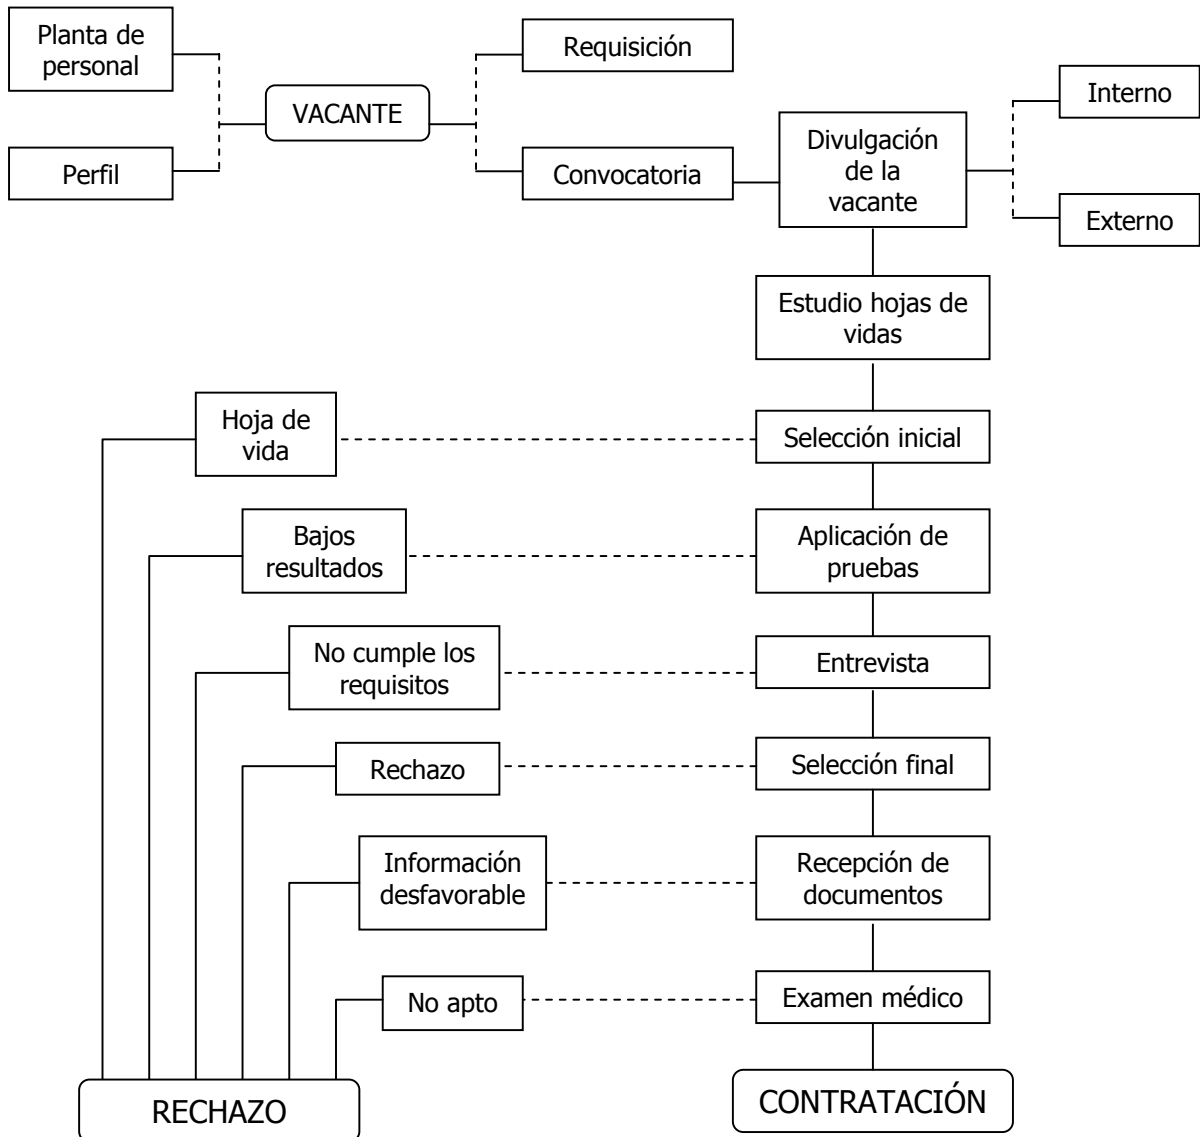 Planta de
personal
Requisición
Interno
VACANTE
Divulgación
de la
vacante
Perfil
Convocatoria
Externo
Estudio hojas de
vidas
Hoja de
vida
Selección inicial
Bajos
resultados
Aplicación de
pruebas
No cumple los
requisitos
Entrevista
Rechazo
Selección final
Información
desfavorable
Recepción de
documentos
No apto
Examen médico
RECHAZO
CONTRATACIÓN